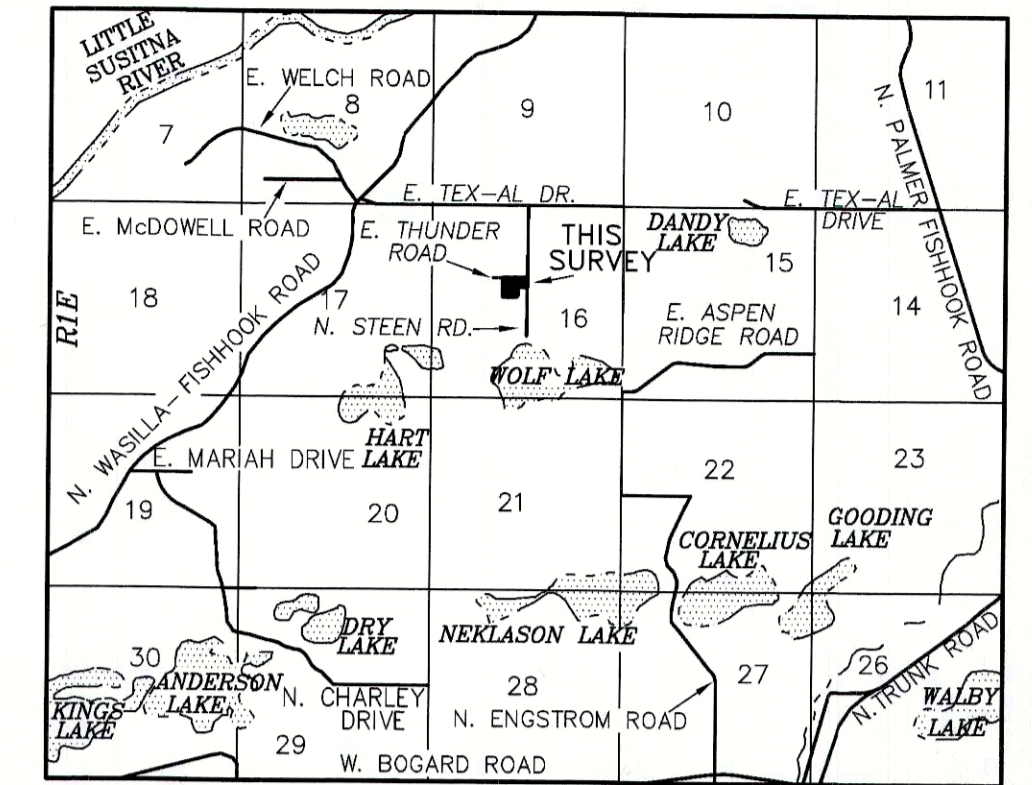 LITTLE
SUSITNA
RIVER
E. WELCH ROAD
7
8
9
10
11
N. PALMER FISHHOOK ROAD
E. TEX-AL DR.
E. TEX-AL
DRIVE
E. McDOWELL ROAD
E. THUNDER
ROAD
THIS
SURVEY
DANDY
LAKE
15
R1E
18
17
N. STEEN RD.
16
E. ASPEN
RIDGE ROAD
14
N. WASILLA-FISHHOOK ROAD
WOLF LAKE
HART
LAKE
E. MARIAH DRIVE
19
20
21
22
23
CORNELIUS
LAKE
GOODING
LAKE
DRY
LAKE
NEKLASON LAKE
30
ANDERSON
LAKE
KINGS
LAKE
N. CHARLEY
DRIVE
28
27
26
N. TRUNK ROAD
WALBY
LAKE
N. ENGSTROM ROAD
29
W. BOGARD ROAD